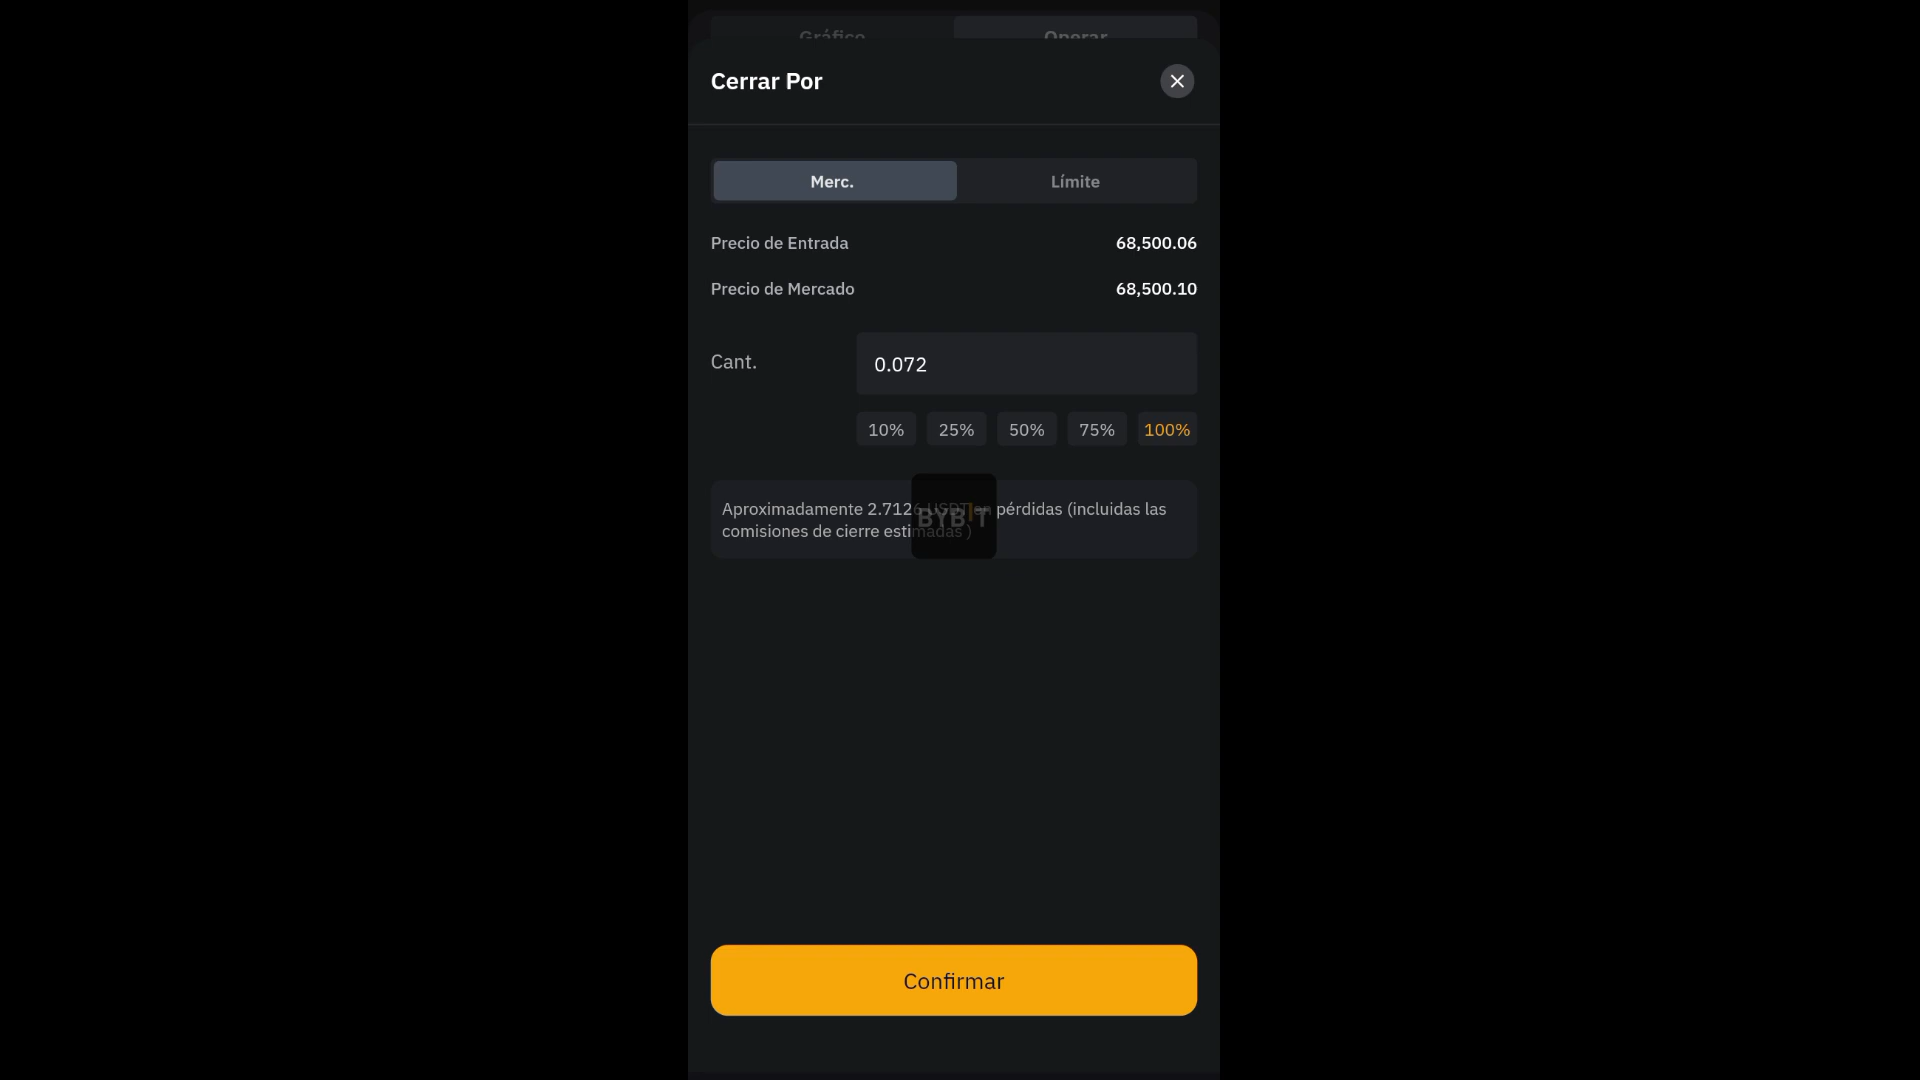 Gráfico Operar
Cerrar Por
Merc. Límite
Precio de Entrada 68,500.06
Precio de Mercado 68,500.10
Cant. 0.072
10% 25% 50% 75% 100%
Aproximadamente 2.7126 USDT en pérdidas (incluidas las
comisiones de cierre estimadas )
BYBIT
Confirmar